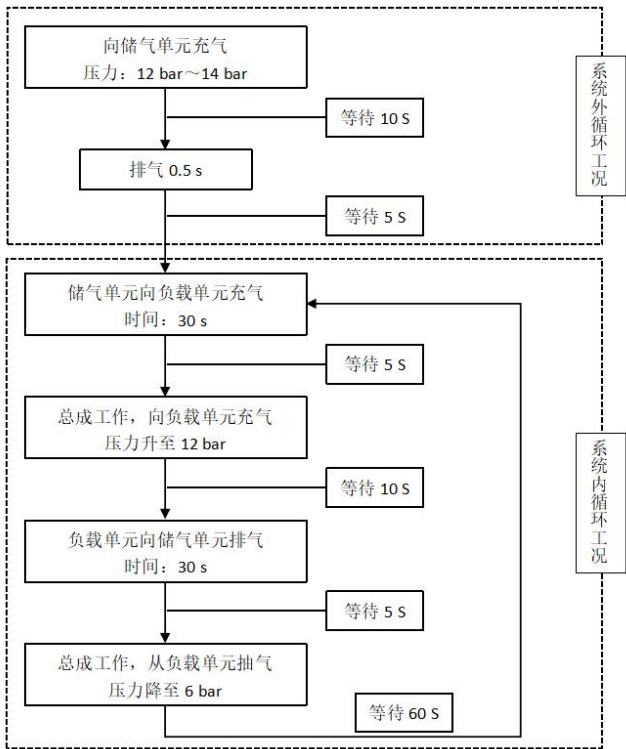 向储气单元充气
压力：12 bar～14 bar
等待 10 S
排气 0.5 s
等待 5 S
系统外循环工况
储气单元向负载单元充气
时间：30 s
等待 5 S
总成工作，向负载单元充气
压力升至 12 bar
等待 10 S
系统内循环工况
负载单元向储气单元排气
时间：30 s
等待 5 S
总成工作，从负载单元抽气
压力降至 6 bar
等待 60 S